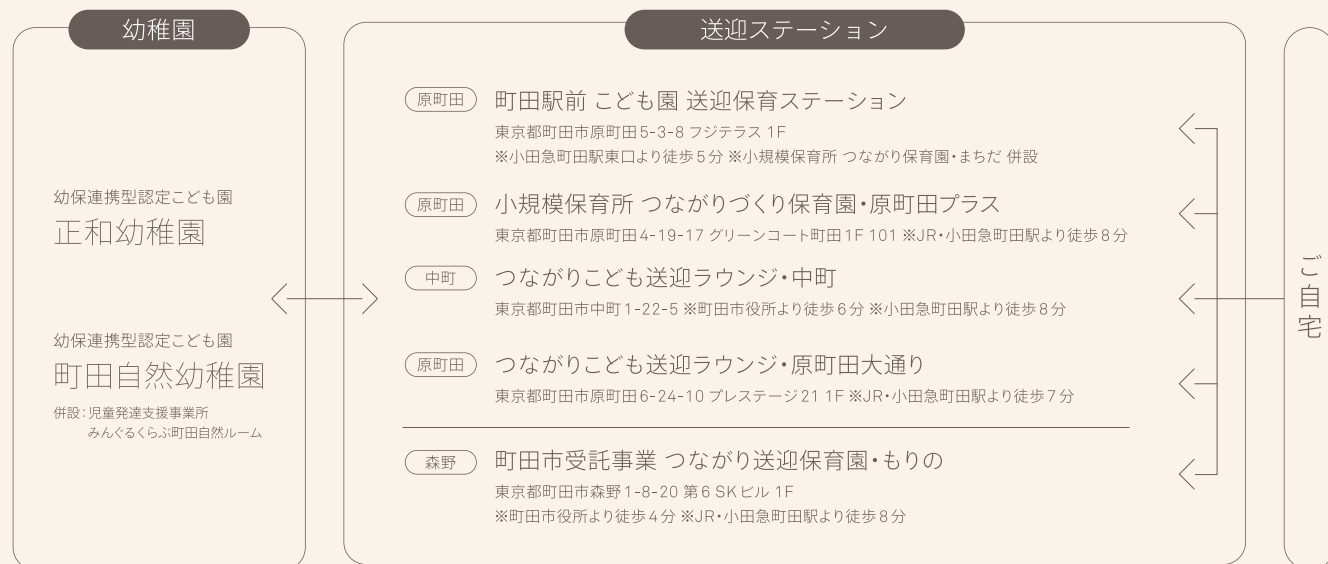 幼稚園
幼保連携型認定こども園
正和幼稚園
幼保連携型認定こども園
町田自然幼稚園
併設：児童発達支援事業所
みんぐるくらぶ町田自然ルーム
送迎ステーション
原町田 町田駅前 こども園 送迎保育ステーション
東京都町田市原町田5-3-8 フジテラス 1F
※小田急町田駅東口より徒歩5分 ※小規模保育所 つながり保育園・まちだ 併設
原町田 小規模保育所 つながりづくり保育園・原町田プラス
東京都町田市原町田4-19-17 グリーンコート町田1F 101 ※JR・小田急町田駅より徒歩8分
中町 つながりこども送迎ラウンジ・中町
東京都町田市中町1-22-5 ※町田市役所より徒歩6分 ※小田急町田駅より徒歩8分
原町田 つながりこども送迎ラウンジ・原町田大通り
東京都町田市原町田6-24-10 プレステージ21 1F ※JR・小田急町田駅より徒歩7分
森野 町田市受託事業 つながり送迎保育園・もりの
東京都町田市森野1-8-20 第6 SKビル 1F
※町田市役所より徒歩4分 ※JR・小田急町田駅より徒歩8分
ご自宅